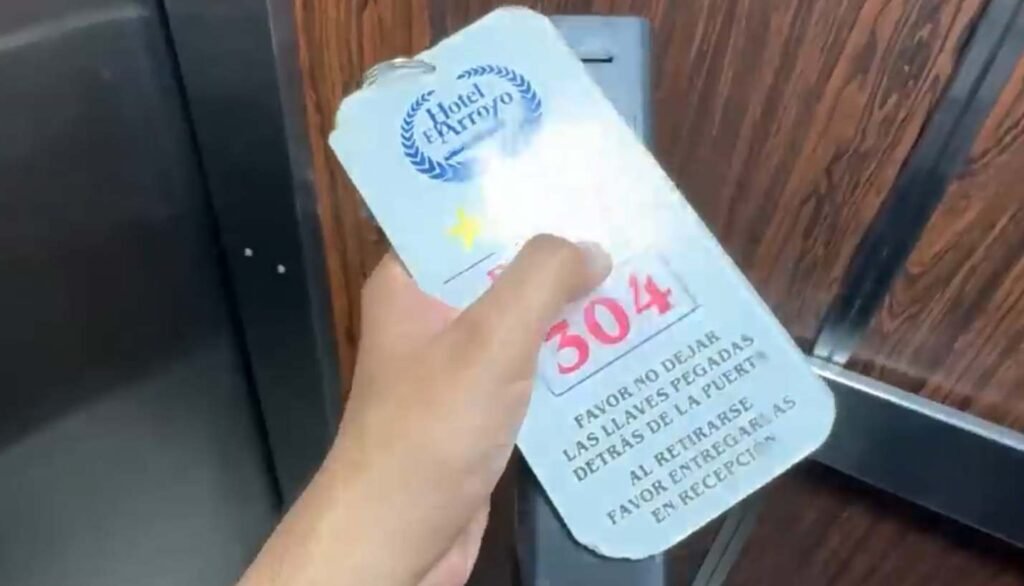 Hotel
El Arroyo
304
FAVOR NO DEJAR
LAS LLAVES PEGADAS
DETRÁS DE LA PUERTA
AL RETIRARSE
FAVOR ENTREGARLAS
EN RECEPCIÓN